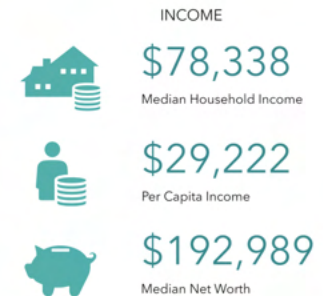 INCOME
$78,338
Median Household Income
$29,222
Per Capita Income
$192,989
Median Net Worth